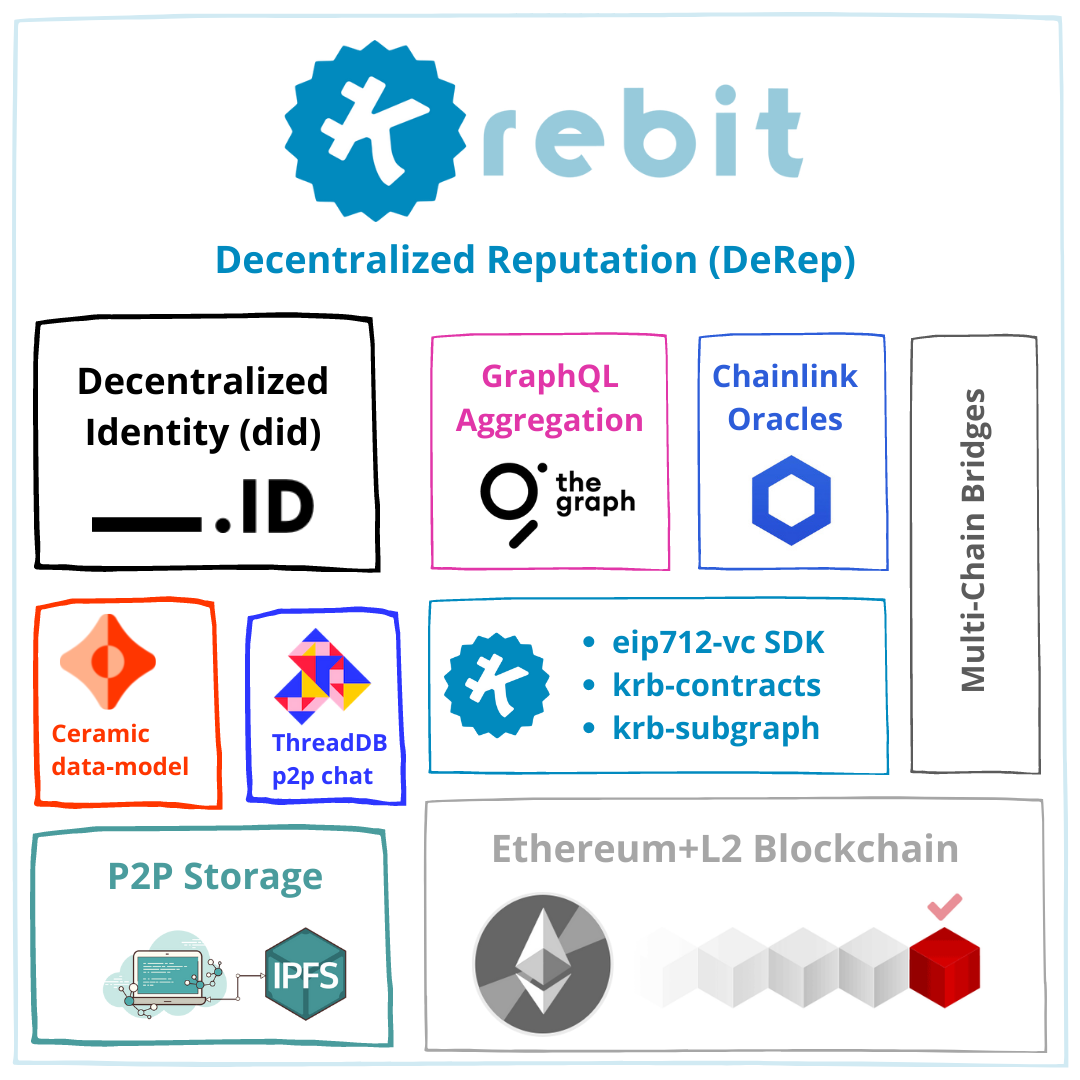 krebit
Decentralized Reputation (DeRep)
Decentralized
Identity (did)
.ID
GraphQL
Aggregation
the
graph
Chainlink
Oracles
Multi-Chain Bridges
Ceramic
data-model
ThreadDB
p2p chat
• eip712-vc SDK
• krb-contracts
• krb-subgraph
P2P Storage
IPFS
Ethereum+L2 Blockchain